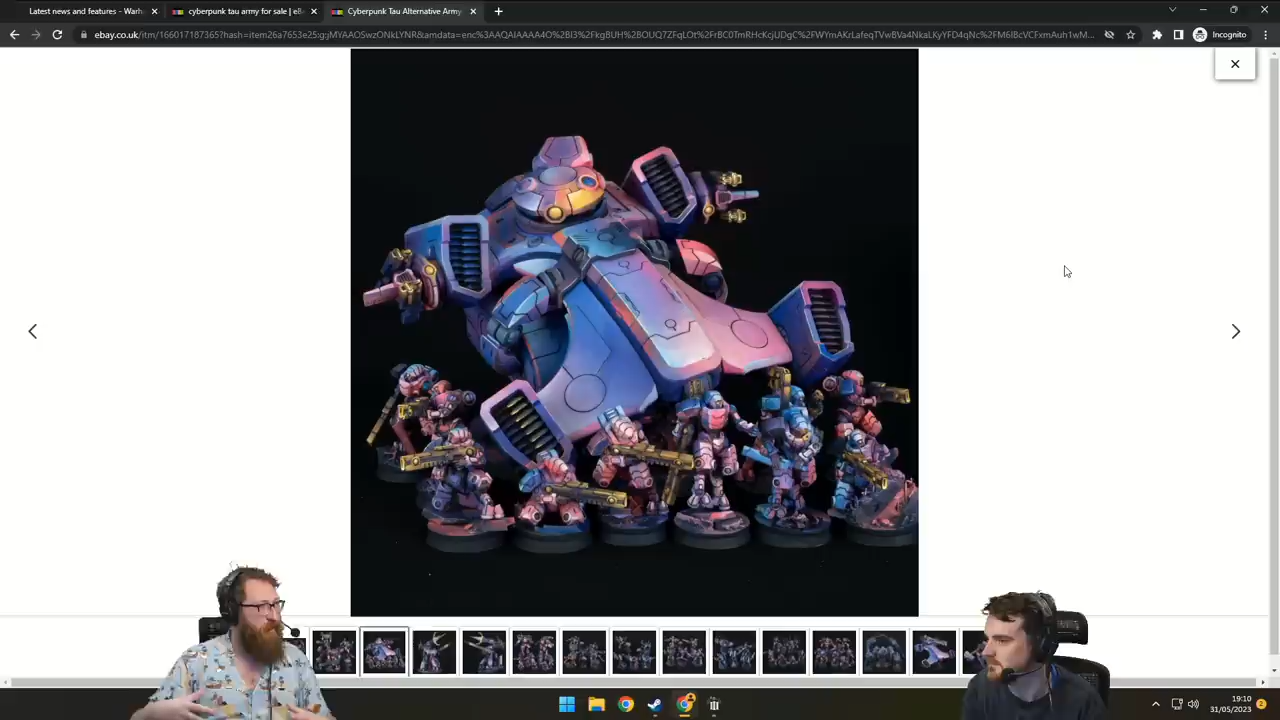 Latest news and features - Warh
cyberpunk tau army for sale | eB
Cyberpunk Tau Alternative Army
Incognito
19:10
31/05/2023
2